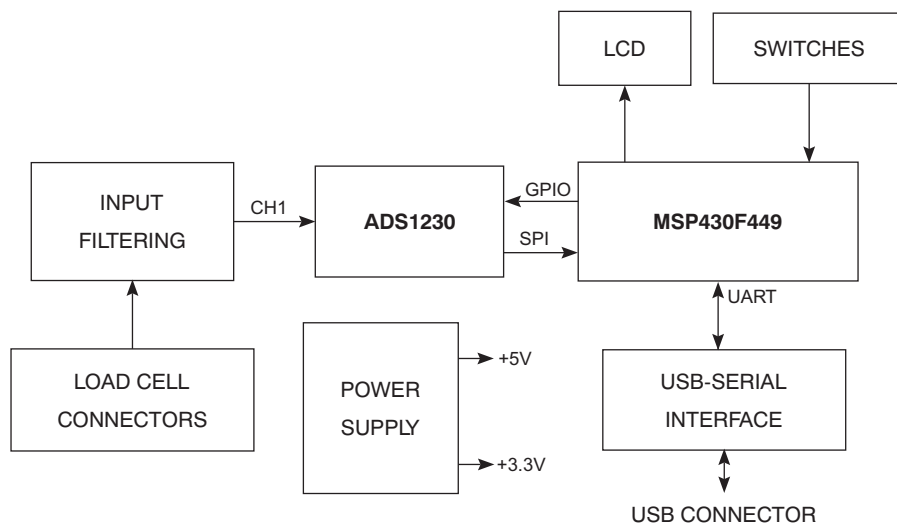 LCD
SWITCHES
INPUT
FILTERING
CH1
ADS1230
GPIO
SPI
MSP430F449
UART
LOAD CELL
CONNECTORS
POWER
SUPPLY
+5V
+3.3V
USB-SERIAL
INTERFACE
USB CONNECTOR